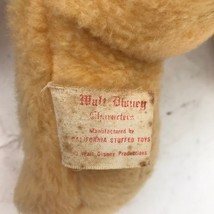 Walt Disney
Characters
Manufactured by
CALIFORNIA STUFFED TOYS
Walt Disney Productions